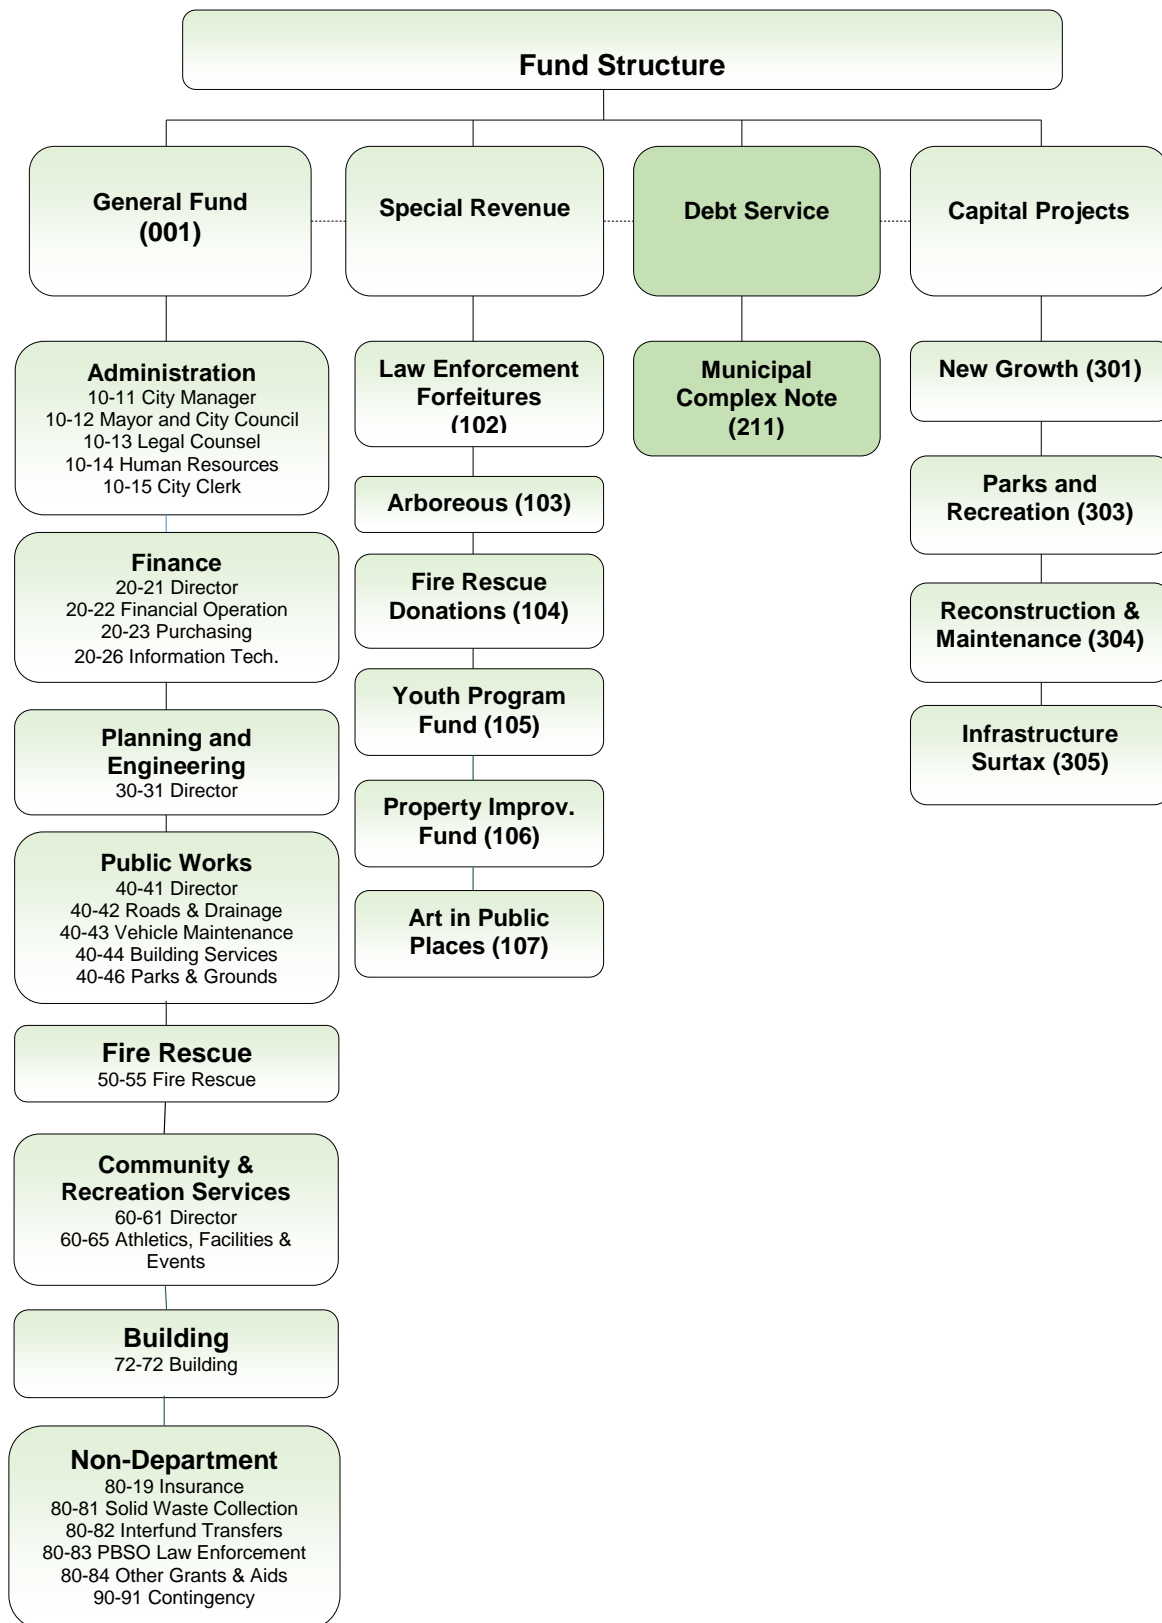 Fund Structure
General Fund
(001)
Special Revenue
Debt Service
Capital Projects
Administration
10-11 City Manager
10-12 Mayor and City Council
10-13 Legal Counsel
10-14 Human Resources
10-15 City Clerk
Finance
20-21 Director
20-22 Financial Operation
20-23 Purchasing
20-26 Information Tech.
Planning and
Engineering
30-31 Director
Public Works
40-41 Director
40-42 Roads & Drainage
40-43 Vehicle Maintenance
40-44 Building Services
40-46 Parks & Grounds
Fire Rescue
50-55 Fire Rescue
Community &
Recreation Services
60-61 Director
60-65 Athletics, Facilities &
Events
Building
72-72 Building
Non-Department
80-19 Insurance
80-81 Solid Waste Collection
80-82 Interfund Transfers
80-83 PBSO Law Enforcement
80-84 Other Grants & Aids
90-91 Contingency
Law Enforcement
Forfeitures
(102)
Arboreous (103)
Fire Rescue
Donations (104)
Youth Program
Fund (105)
Property Improv.
Fund (106)
Art in Public
Places (107)
Municipal
Complex Note
(211)
New Growth (301)
Parks and
Recreation (303)
Reconstruction &
Maintenance (304)
Infrastructure
Surtax (305)